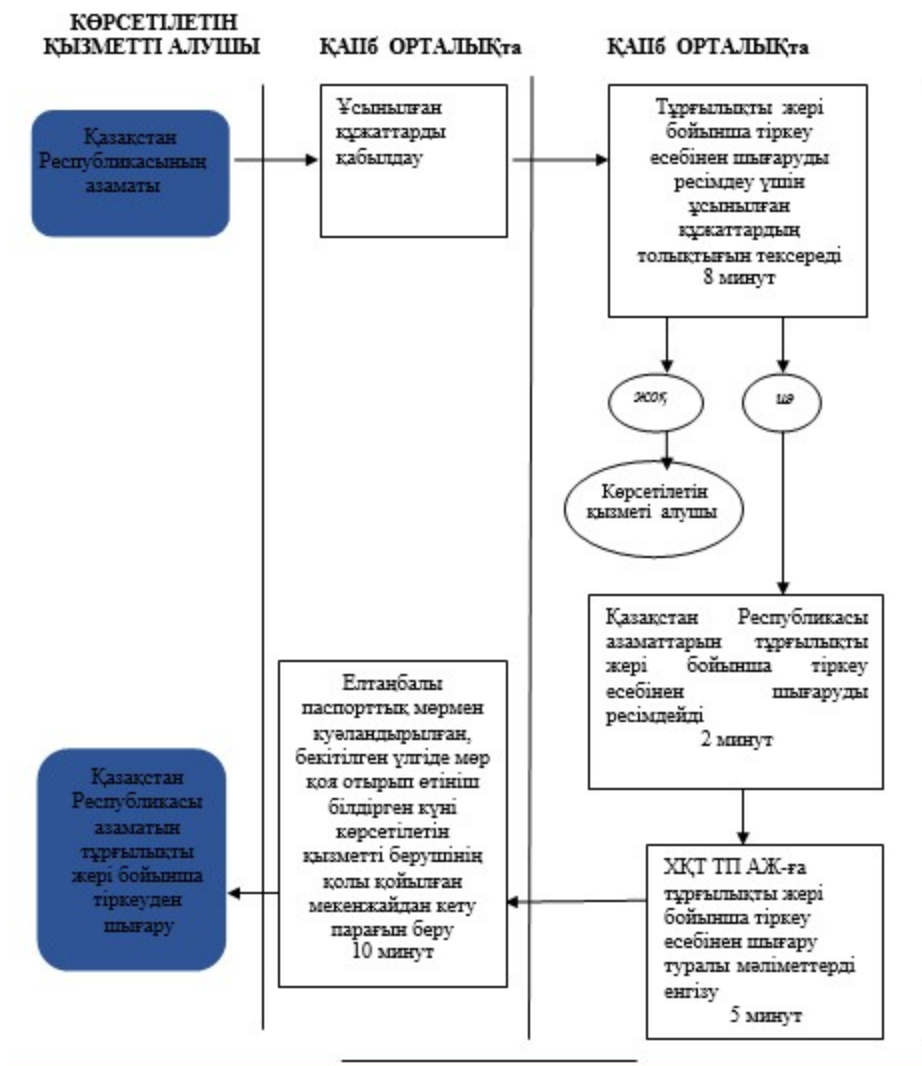 КӨРСЕТІЛЕТІН
ҚЫЗМЕТТІ АЛУШЫ
ҚАПб ОРТАЛЫҚта
ҚАПб ОРТАЛЫҚта
Қазақстан
Республикасының
азаматы
Ұсынылған
құжаттарды
қабылдау
Тұрғылықты жері
бойынша тіркеу
есебінен шығаруды
ресімдеу үшін
ұсынылған
құжаттардың
толықтығын тексереді
8 минут
жоқ
иә
Көрсетілетін
қызметі алушы
Қазақстан Республикасы
азаматтарын тұрғылықты
жері бойынша тіркеу
есебінен шығаруды
ресімдейді
2 минут
ХҚТ ТП АЖ-ға
тұрғылықты жері
бойынша тіркеу
есебінен шығару
туралы мәліметтерді
енгізу
5 минут
Елтаңбалы
паспорттық мөрмен
куәландырылған,
бекітілген үлгіде мөр
қоя отырып өтініш
білдірген күні
көрсетілетін
қызметті берушінің
қолы қойылған
мекенжайдан кету
парағын беру
10 минут
Қазақстан
Республикасы
азаматын
тұрғылықты
жері бойынша
тіркеуден
шығару